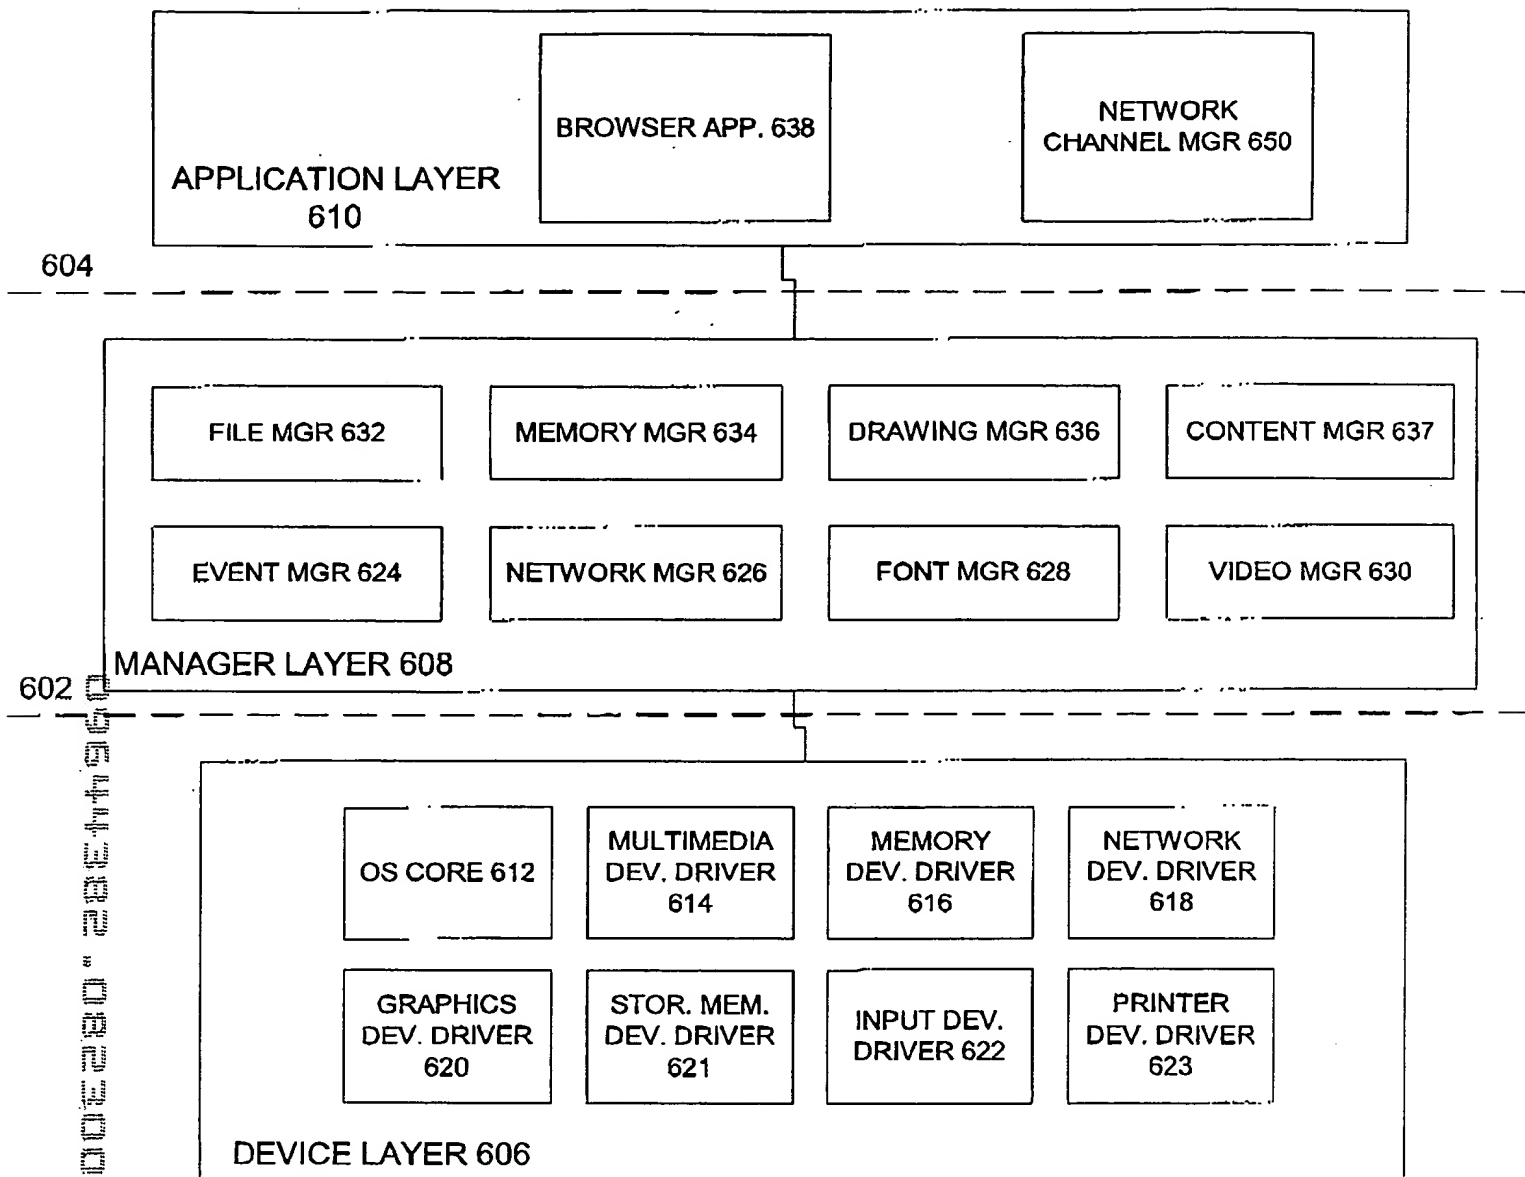 BROWSER APP. 638
NETWORK
CHANNEL MGR 650
APPLICATION LAYER
610
604
FILE MGR 632
MEMORY MGR 634
DRAWING MGR 636
CONTENT MGR 637
EVENT MGR 624
NETWORK MGR 626
FONT MGR 628
VIDEO MGR 630
MANAGER LAYER 608
602
OS CORE 612
MULTIMEDIA
DEV. DRIVER
614
MEMORY
DEV. DRIVER
616
NETWORK
DEV. DRIVER
618
GRAPHICS
DEV. DRIVER
620
STOR. MEM.
DEV. DRIVER
621
INPUT DEV.
DRIVER 622
PRINTER
DEV. DRIVER
623
DEVICE LAYER 606
09644382.082300